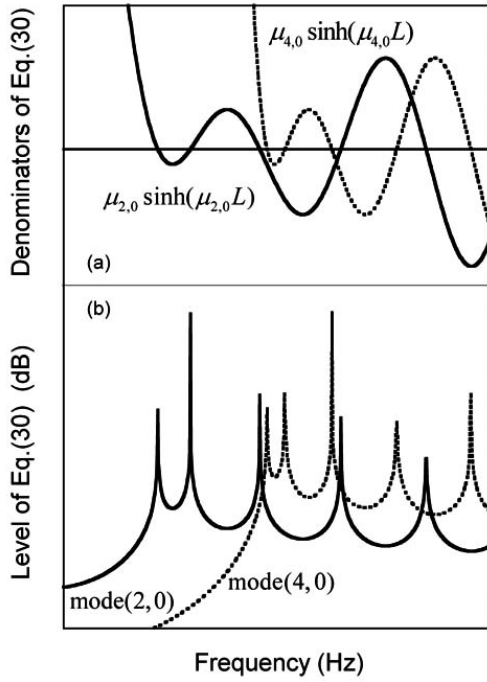 Denominators of Eq.(30)
μ4,0 sinh(μ4,0L)
μ2,0 sinh(μ2,0L)
(a)
(b)
Level of Eq.(30) (dB)
mode(2,0)
mode(4,0)
Frequency (Hz)